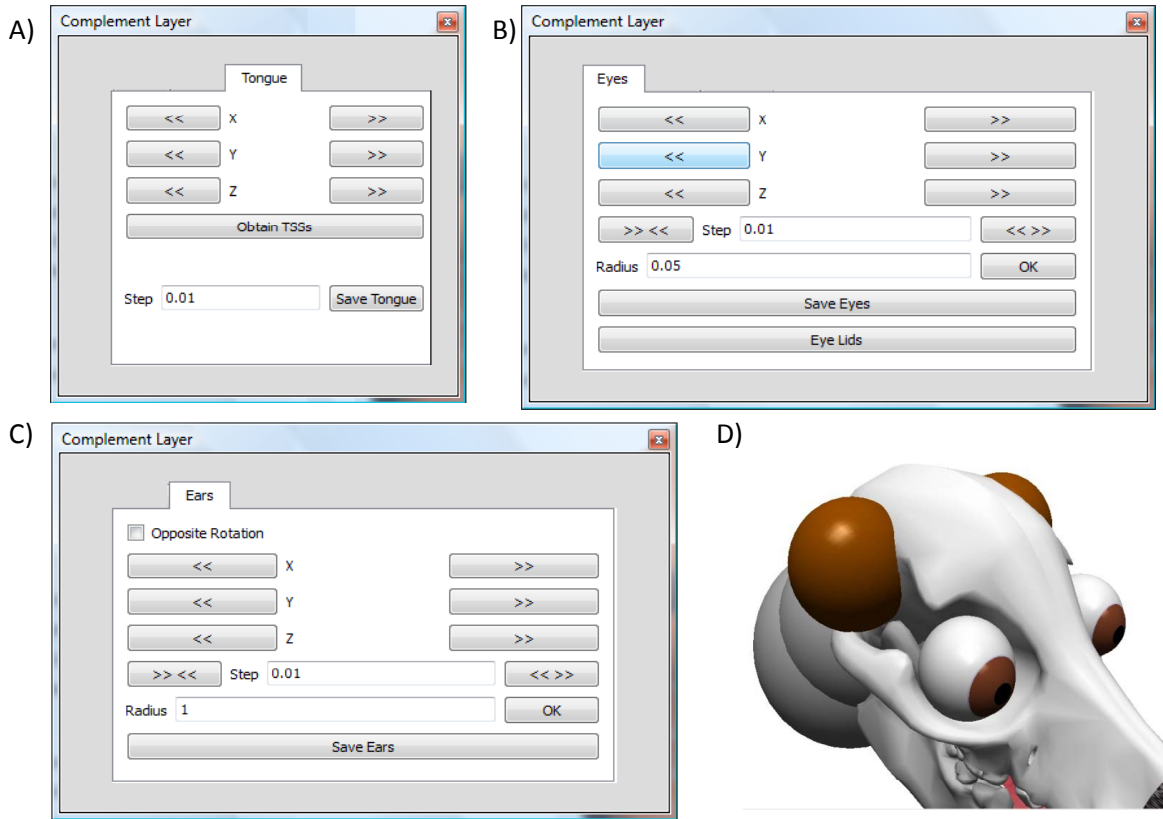 A)
Complement Layer
x
Tongue
<< X >>
<< Y >>
<< Z >>
Obtain TSSs
Step 0.01 Save Tongue
B)
Complement Layer
x
Eyes
<< X >>
<< Y >>
<< Z >>
>> << Step 0.01 << >>
Radius 0.05 OK
Save Eyes
Eye Lids
C)
Complement Layer
x
Ears
Opposite Rotation
<< X >>
<< Y >>
<< Z >>
>> << Step 0.01 << >>
Radius 1 OK
Save Ears
D)